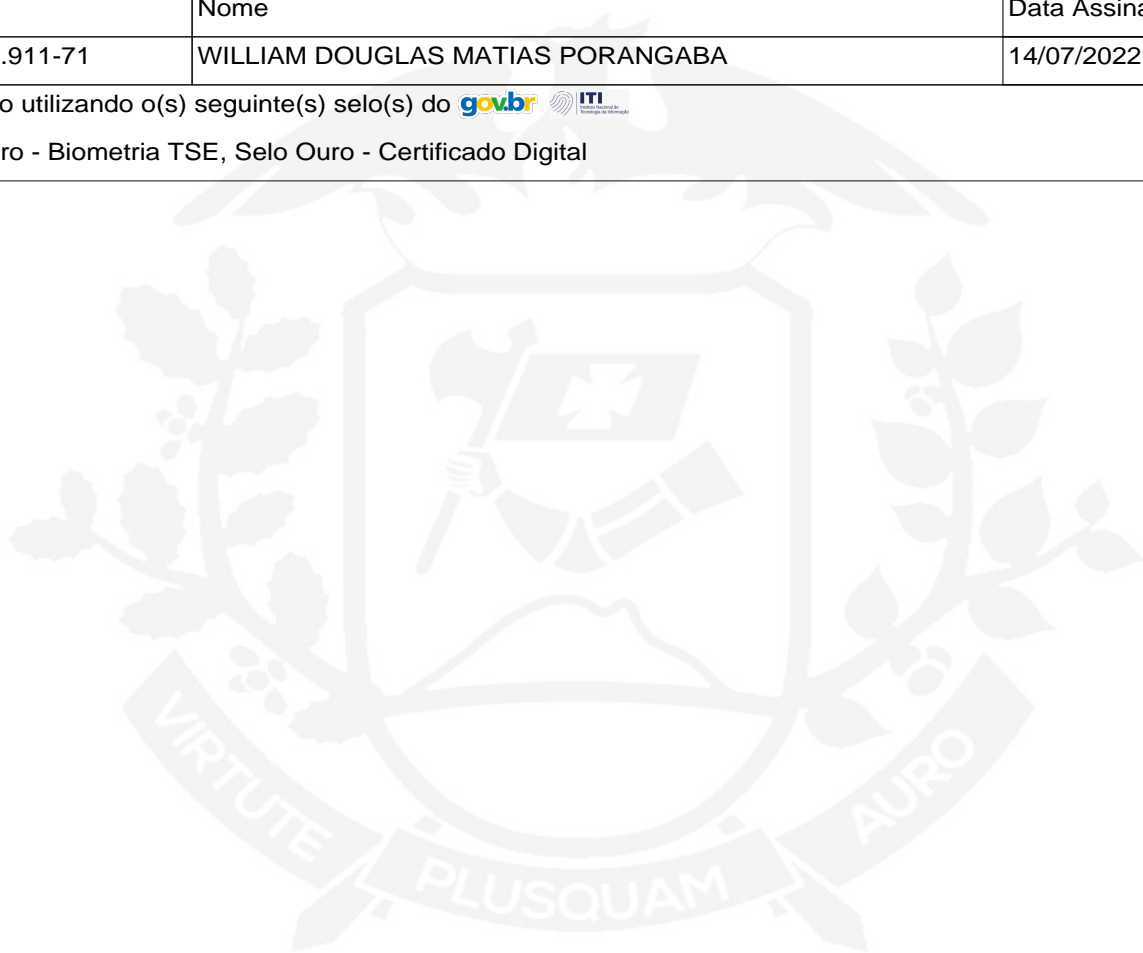 Nome Data Assina
.911-71 WILLIAM DOUGLAS MATIAS PORANGABA 14/07/2022
o utilizando o(s) seguinte(s) selo(s) do gov.br ITI
ro - Biometria TSE, Selo Ouro - Certificado Digital
VIRTUTE PLUSQUAM AURO